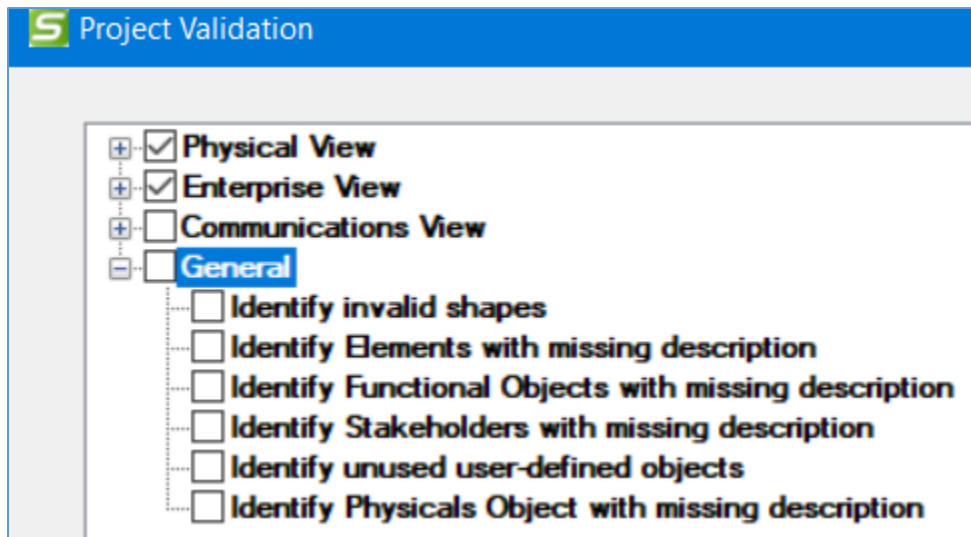 Project Validation
Physical View
Enterprise View
Communications View
General
Identify invalid shapes
Identify Elements with missing description
Identify Functional Objects with missing description
Identify Stakeholders with missing description
Identify unused user-defined objects
Identify Physicals Object with missing description